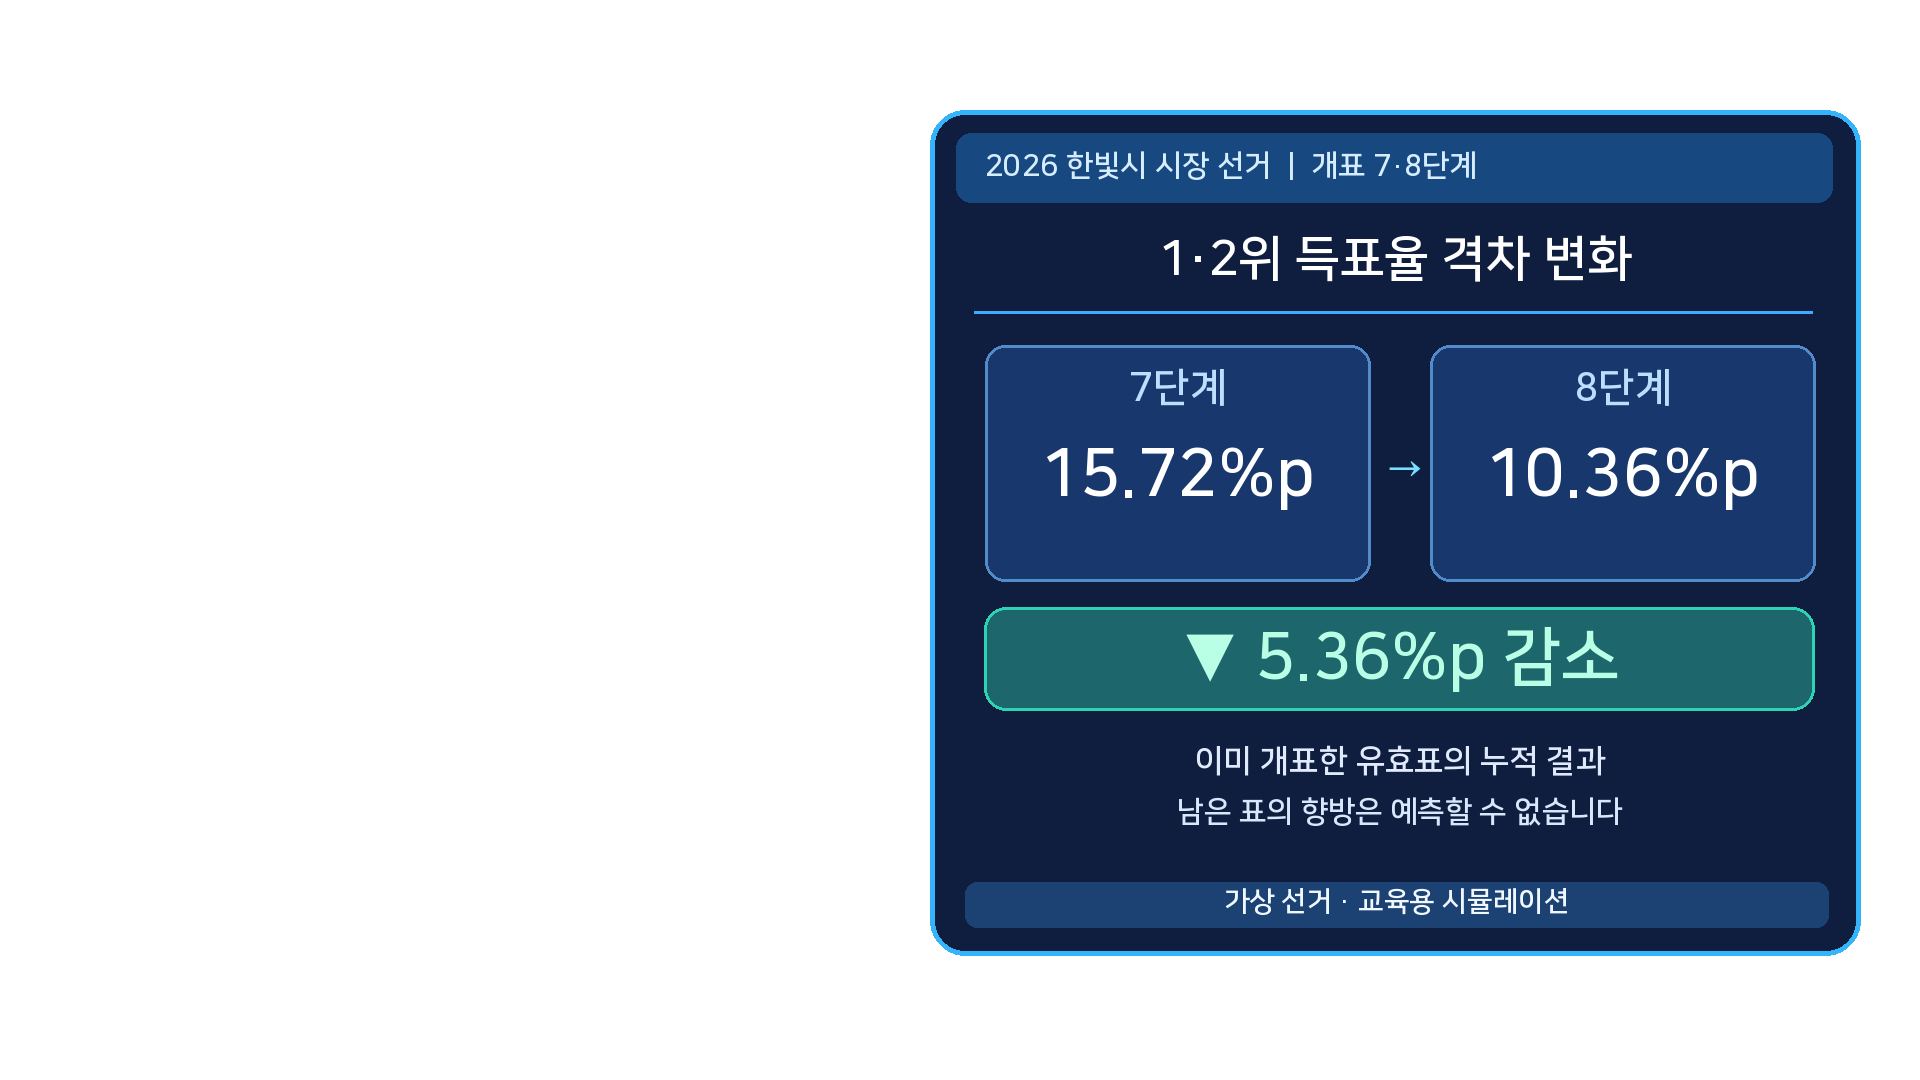 2026 한빛시 시장 선거 | 개표 7·8단계
1·2위 득표율 격차 변화
7단계
15.72%p
→
8단계
10.36%p
▼ 5.36%p 감소
이미 개표한 유효표의 누적 결과
남은 표의 향방은 예측할 수 없습니다
가상 선거 · 교육용 시뮬레이션